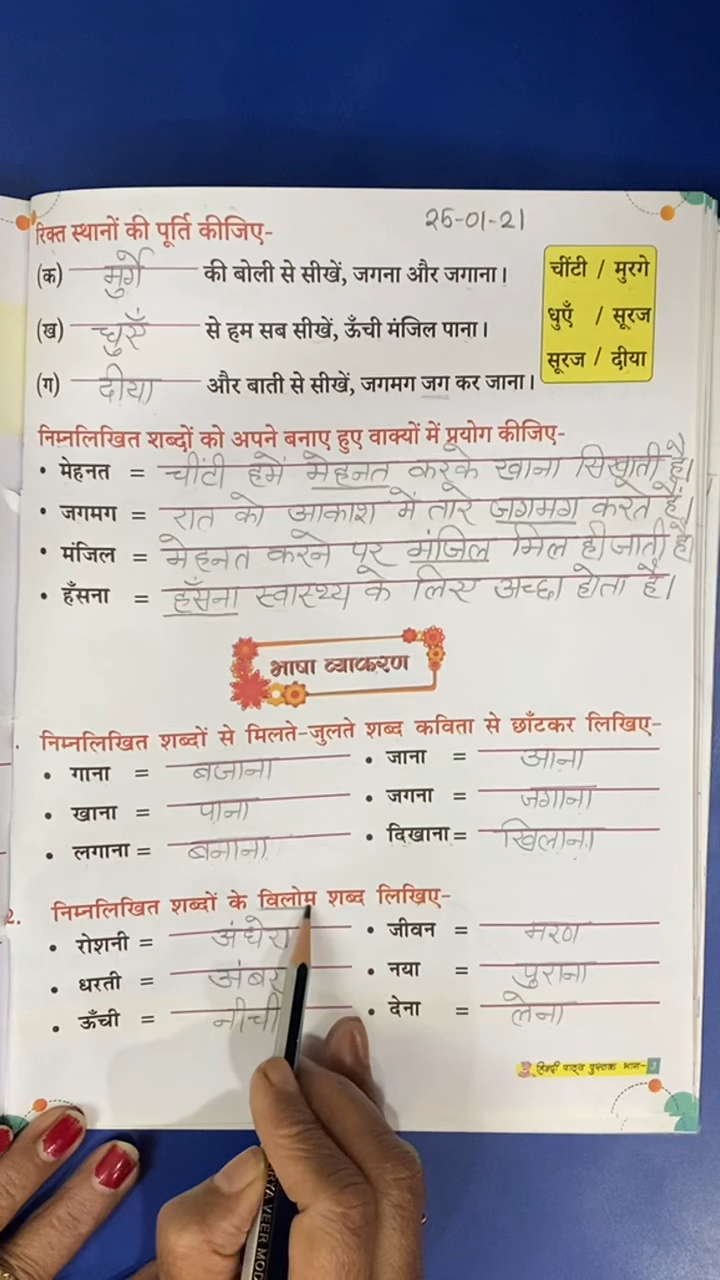 25-01-21
रिक्त स्थानों की पूर्ति कीजिए-
(क) मुर्गे की बोली से सीखें, जगना और जगाना। चींटी / मुरगे
(ख) धुएँ से हम सब सीखें, ऊँची मंजिल पाना। धुएँ / सूरज
(ग) दीया और बाती से सीखें, जगमग जग कर जाना। सूरज / दीया
निम्नलिखित शब्दों को अपने बनाए हुए वाक्यों में प्रयोग कीजिए-
• मेहनत = चींटी हमें मेहनत करके खाना सिखाती है।
• जगमग = रात को आकाश में तारे जगमग करते हैं।
• मंजिल = मेहनत करने पर मंजिल मिल ही जाती है।
• हँसना = हँसना स्वास्थ्य के लिए अच्छा होता है।
भाषा व्याकरण
. निम्नलिखित शब्दों से मिलते-जुलते शब्द कविता से छाँटकर लिखिए-
• गाना = बजाना • जाना = आना
• खाना = पाना • जगना = जगाना
• लगाना = बनाना • दिखाना = खिलाना
2. निम्नलिखित शब्दों के विलोम शब्द लिखिए-
• रोशनी = अंधेरा • जीवन = मरण
• धरती = अंबर • नया = पुराना
• ऊँची = नीची • देना = लेना
हिन्दी पाठ्य पुस्तक भाग-3